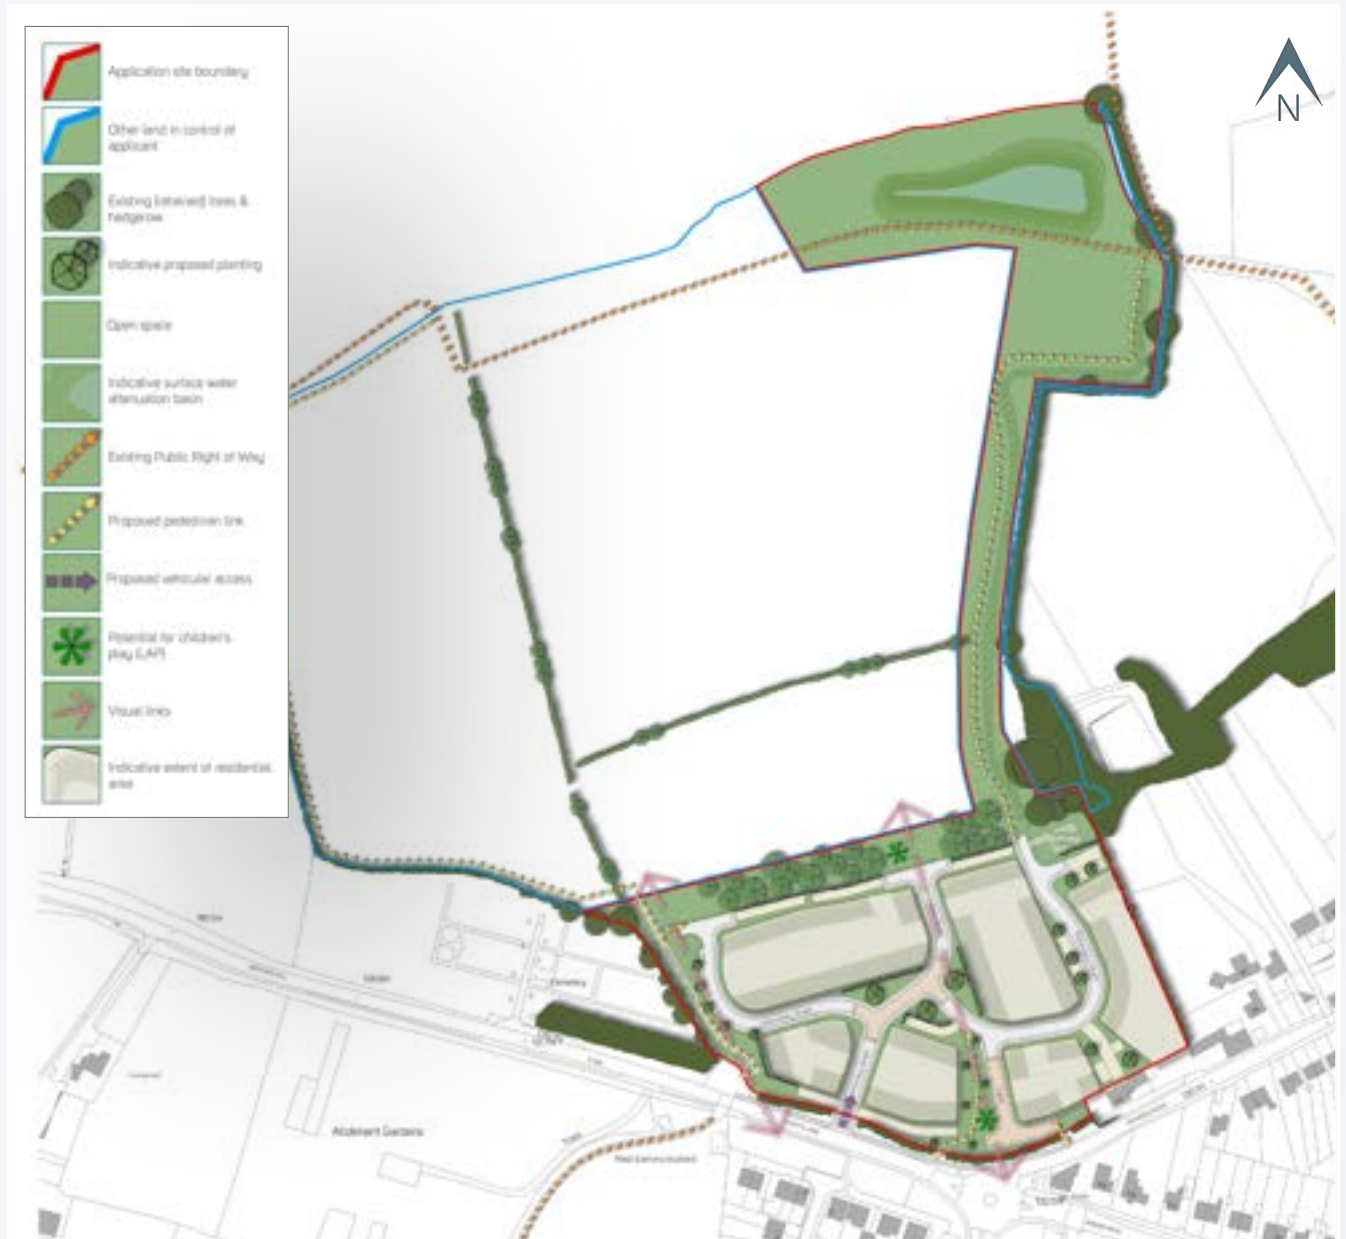 Application site boundary
Other land in control of
applicant
Existing (retained) trees &
hedgerow
Indicative proposed planting
Open space
Indicative surface water
attenuation basin
Existing Public Right of Way
Proposed pedestrian link
Proposed vehicular access
Potential for children's
play (LAP)
Visual links
Indicative extent of residential
area
N
Cemetery
Allotment Gardens